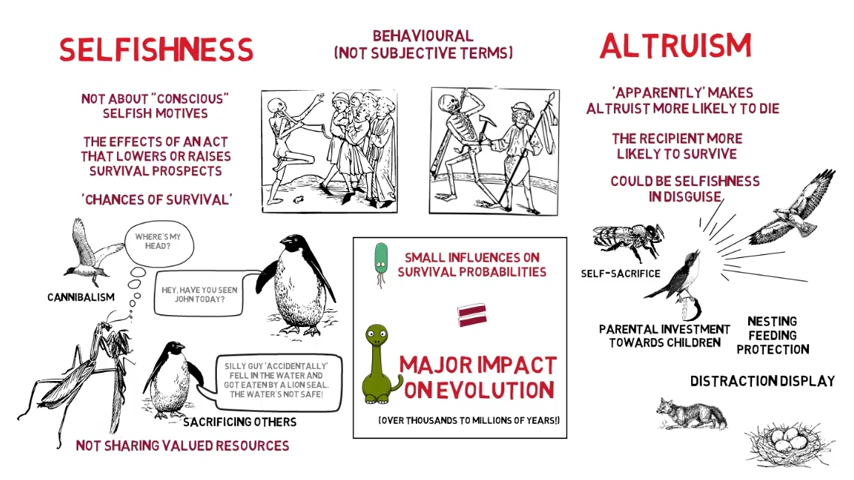 SELFISHNESS
BEHAVIOURAL
(NOT SUBJECTIVE TERMS)
ALTRUISM
NOT ABOUT "CONSCIOUS"
SELFISH MOTIVES
THE EFFECTS OF AN ACT
THAT LOWERS OR RAISES
SURVIVAL PROSPECTS
'CHANCES OF SURVIVAL'
'APPARENTLY' MAKES
ALTRUIST MORE LIKELY TO DIE
THE RECIPIENT MORE
LIKELY TO SURVIVE
COULD BE SELFISHNESS
IN DISGUISE
WHERE'S MY
HEAD?
CANNIBALISM
HEY, HAVE YOU SEEN
JOHN TODAY?
SILLY GUY 'ACCIDENTALLY'
FELL IN THE WATER AND
GOT EATEN BY A LION SEAL.
THE WATER'S NOT SAFE!
SACRIFICING OTHERS
NOT SHARING VALUED RESOURCES
SMALL INFLUENCES ON
SURVIVAL PROBABILITIES
MAJOR IMPACT
ON EVOLUTION
(OVER THOUSANDS TO MILLIONS OF YEARS!)
SELF-SACRIFICE
PARENTAL INVESTMENT
TOWARDS CHILDREN
NESTING
FEEDING
PROTECTION
DISTRACTION DISPLAY